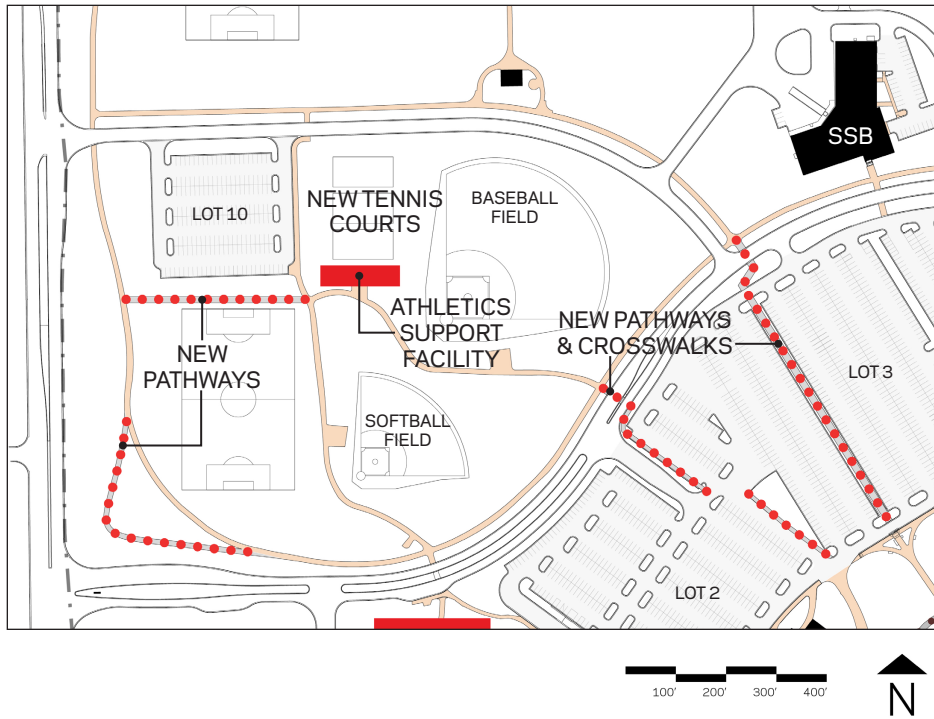 SSB
LOT 10
NEW TENNIS
COURTS
BASEBALL
FIELD
ATHLETICS
SUPPORT
FACILITY
NEW PATHWAYS
& CROSSWALKS
NEW
PATHWAYS
LOT 3
SOFTBALL
FIELD
LOT 2
100' 200' 300' 400'
N